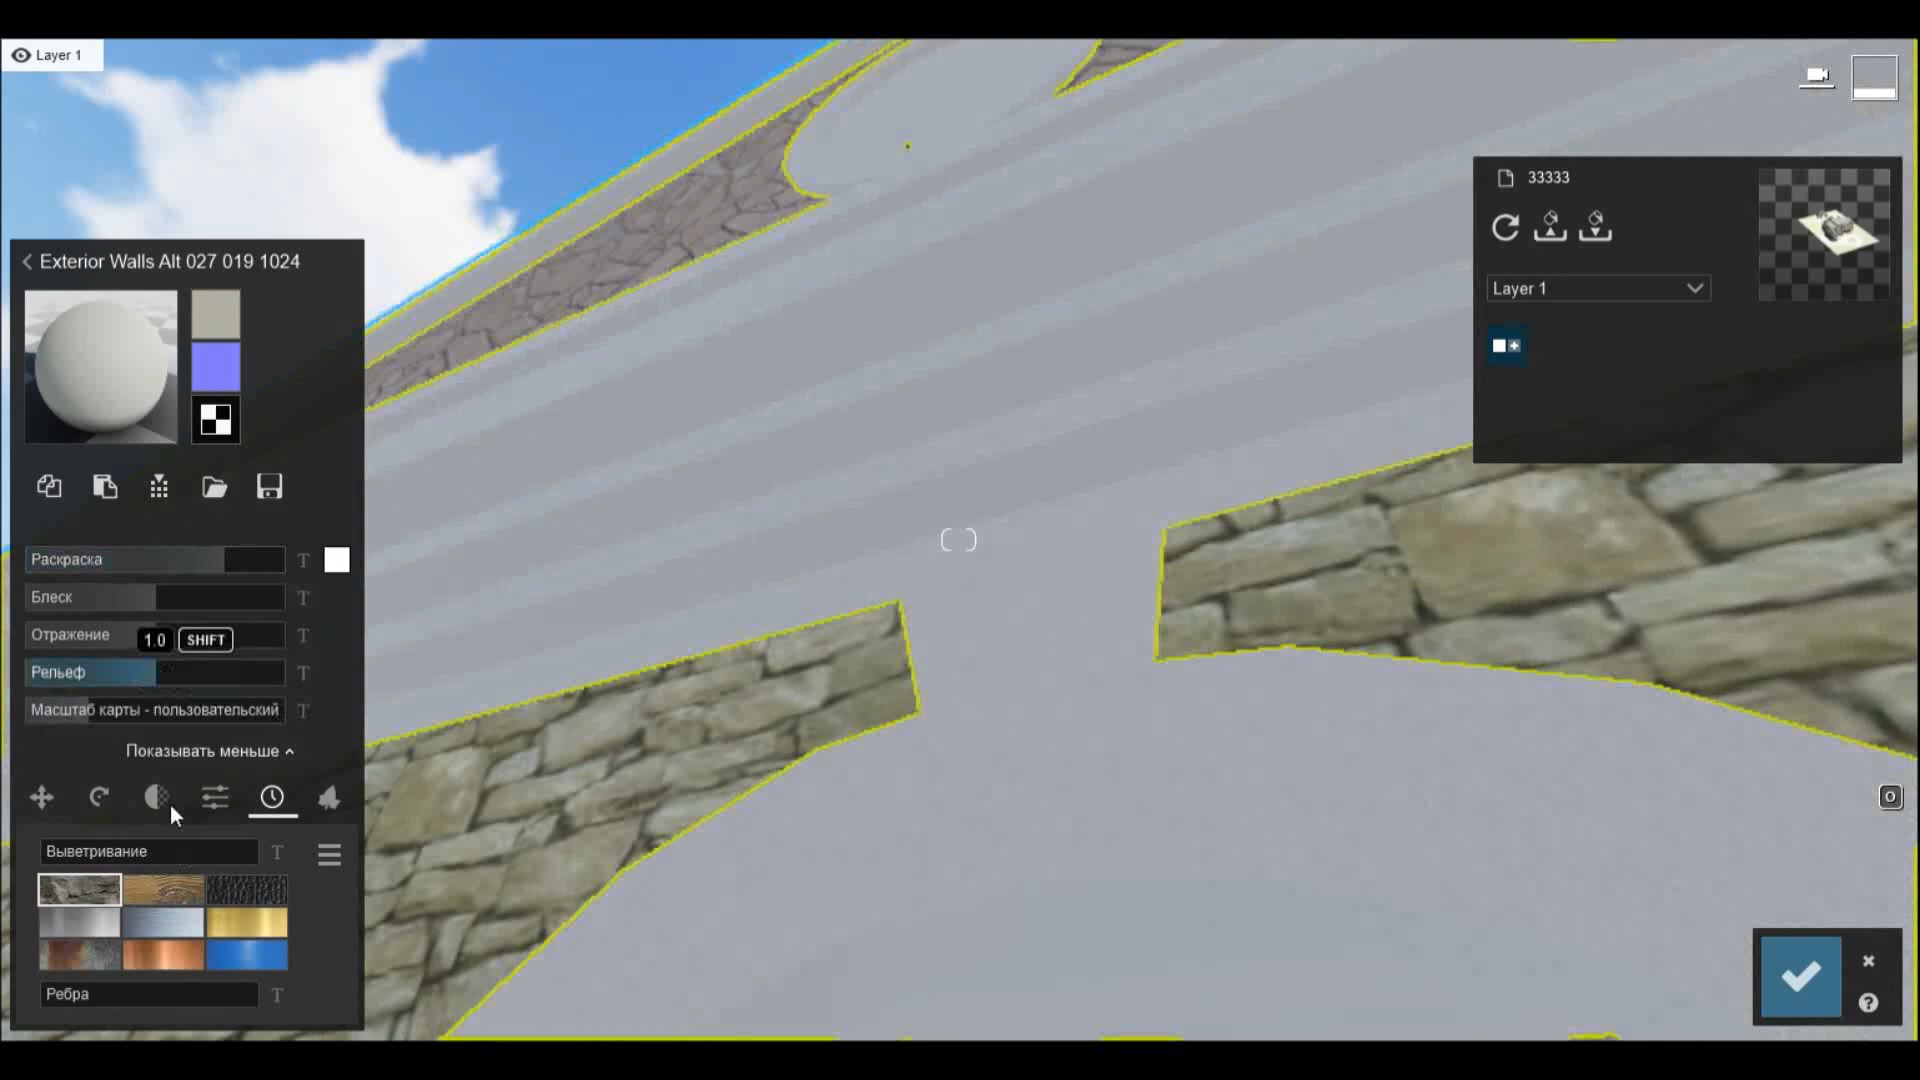 Layer 1
33333
Layer 1
Exterior Walls Alt 027 019 1024
Раскраска T
Блеск T
Отражение 1.0 SHIFT T
Рельеф T
Масштаб карты - пользовательский T
Показывать меньше
Выветривание T
Ребра T
O
?